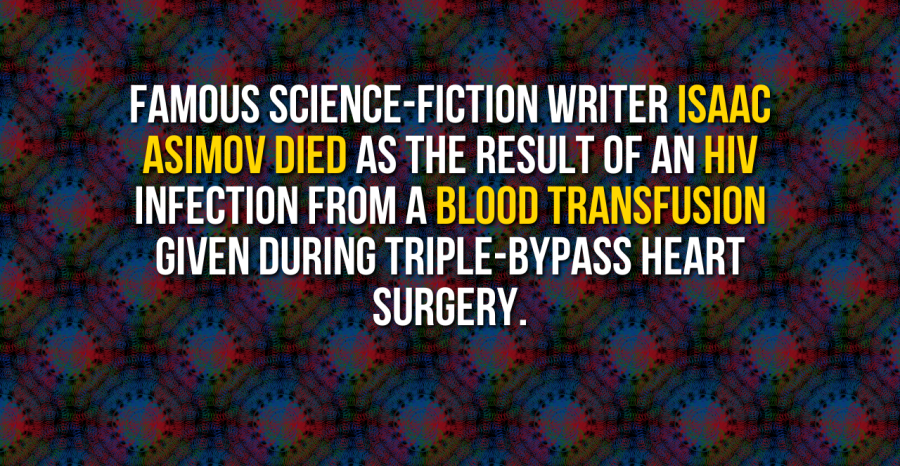 FAMOUS SCIENCE-FICTION WRITER ISAAC
ASIMOV DIED AS THE RESULT OF AN HIV
INFECTION FROM A BLOOD TRANSFUSION
GIVEN DURING TRIPLE-BYPASS HEART
SURGERY.